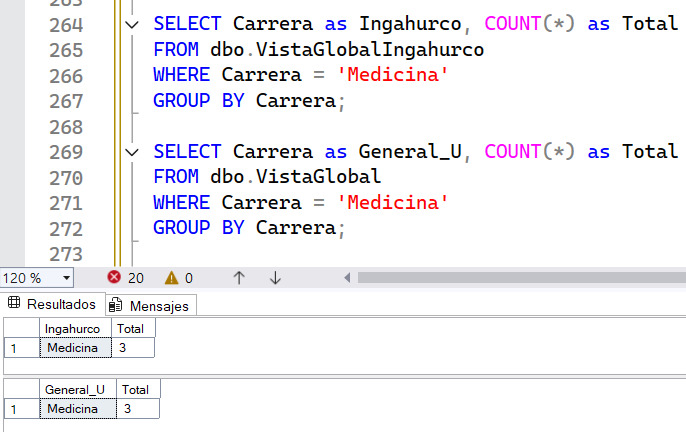 263
264 SELECT Carrera as Ingahurco, COUNT(*) as Total
265 FROM dbo.VistaGlobalIngahurco
266 WHERE Carrera = 'Medicina'
267 GROUP BY Carrera;
268
269 SELECT Carrera as General_U, COUNT(*) as Total
270 FROM dbo.VistaGlobal
271 WHERE Carrera = 'Medicina'
272 GROUP BY Carrera;
273
120 % 20 0
Resultados Mensajes
Ingahurco Total
1 Medicina 3
General_U Total
1 Medicina 3